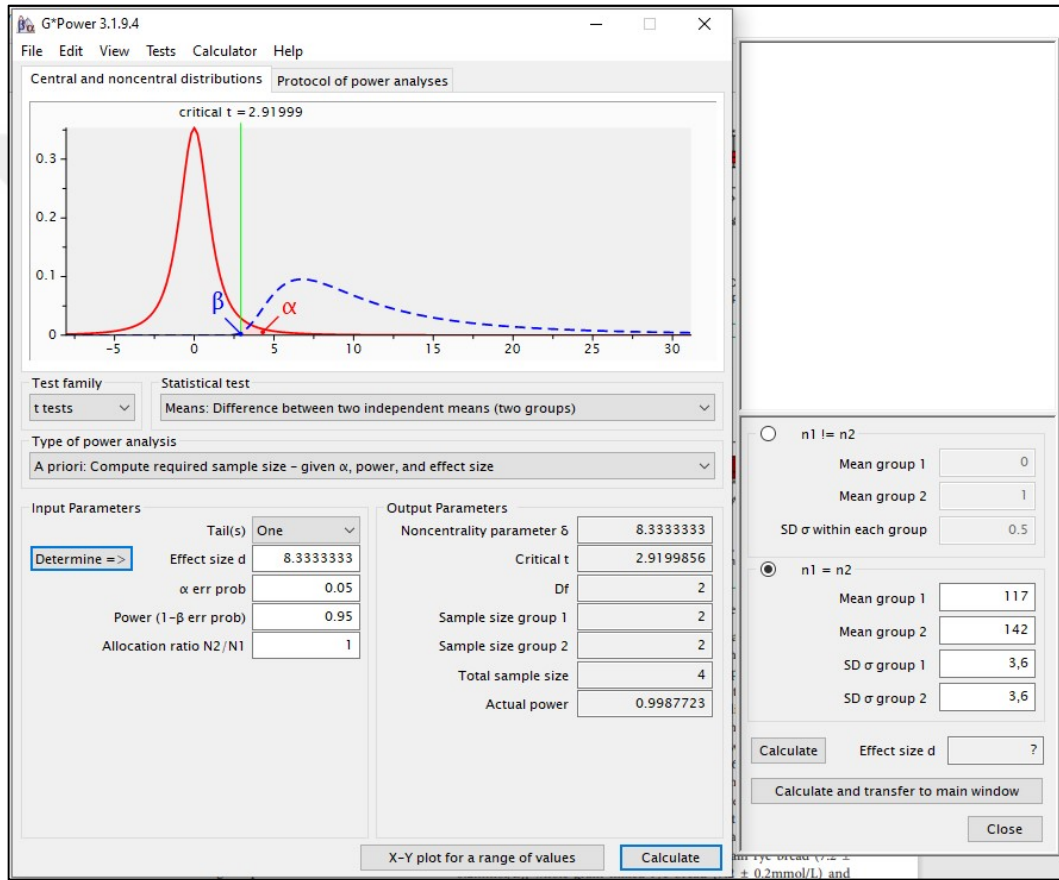 G*Power 3.1.9.4
File Edit View Tests Calculator Help
Central and noncentral distributions Protocol of power analyses
critical t = 2.91999
0.3
0.2
0.1
0
β
α
-5 0 5 10 15 20 25 30
Test family Statistical test
t tests Means: Difference between two independent means (two groups)
Type of power analysis
A priori: Compute required sample size - given α, power, and effect size
Input Parameters
Tail(s) One
Determine => Effect size d 8.3333333
α err prob 0.05
Power (1-β err prob) 0.95
Allocation ratio N2/N1 1
Output Parameters
Noncentrality parameter δ 8.3333333
Critical t 2.9199856
Df 2
Sample size group 1 2
Sample size group 2 2
Total sample size 4
Actual power 0.9987723
X-Y plot for a range of values Calculate
n1 != n2
Mean group 1 0
Mean group 2 1
SD σ within each group 0.5
n1 = n2
Mean group 1 117
Mean group 2 142
SD σ group 1 3,6
SD σ group 2 3,6
Calculate Effect size d ?
Calculate and transfer to main window
Close
rye bread (7.2 ±
± 0.2mmol/L) and